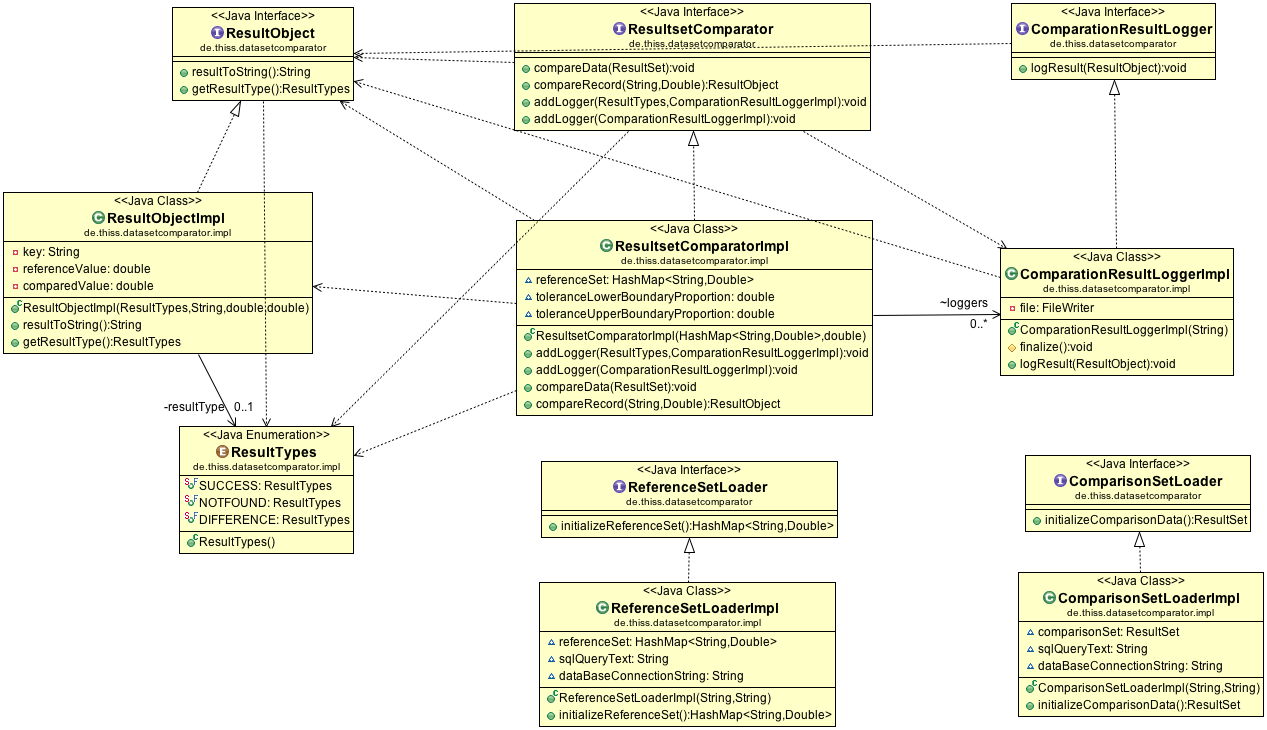 <<Java Interface>>
ResultObject
de.thiss.datasetcomparator
resultToString():String
getResultType():ResultTypes
<<Java Interface>>
ResultsetComparator
de.thiss.datasetcomparator
compareData(ResultSet):void
compareRecord(String,Double):ResultObject
addLogger(ResultTypes,ComparationResultLoggerImpl):void
addLogger(ComparationResultLoggerImpl):void
<<Java Interface>>
ComparationResultLogger
de.thiss.datasetcomparator
logResult(ResultObject):void
<<Java Class>>
ResultObjectImpl
de.thiss.datasetcomparator.impl
key: String
referenceValue: double
comparedValue: double
ResultObjectImpl(ResultTypes,String,double,double)
resultToString():String
getResultType():ResultTypes
<<Java Class>>
ResultsetComparatorImpl
de.thiss.datasetcomparator.impl
referenceSet: HashMap<String,Double>
toleranceLowerBoundaryProportion: double
toleranceUpperBoundaryProportion: double
ResultsetComparatorImpl(HashMap<String,Double>,double)
addLogger(ResultTypes,ComparationResultLoggerImpl):void
addLogger(ComparationResultLoggerImpl):void
compareData(ResultSet):void
compareRecord(String,Double):ResultObject
~loggers
0..*
<<Java Class>>
ComparationResultLoggerImpl
de.thiss.datasetcomparator.impl
file: FileWriter
ComparationResultLoggerImpl(String)
finalize():void
logResult(ResultObject):void
-resultType 0..1
<<Java Enumeration>>
ResultTypes
de.thiss.datasetcomparator.impl
SUCCESS: ResultTypes
NOTFOUND: ResultTypes
DIFFERENCE: ResultTypes
ResultTypes()
<<Java Interface>>
ReferenceSetLoader
de.thiss.datasetcomparator
initializeReferenceSet():HashMap<String,Double>
<<Java Interface>>
ComparisonSetLoader
de.thiss.datasetcomparator
initializeComparisonData():ResultSet
<<Java Class>>
ReferenceSetLoaderImpl
de.thiss.datasetcomparator.impl
referenceSet: HashMap<String,Double>
sqlQueryText: String
dataBaseConnectionString: String
ReferenceSetLoaderImpl(String,String)
initializeReferenceSet():HashMap<String,Double>
<<Java Class>>
ComparisonSetLoaderImpl
de.thiss.datasetcomparator.impl
comparisonSet: ResultSet
sqlQueryText: String
dataBaseConnectionString: String
ComparisonSetLoaderImpl(String,String)
initializeComparisonData():ResultSet